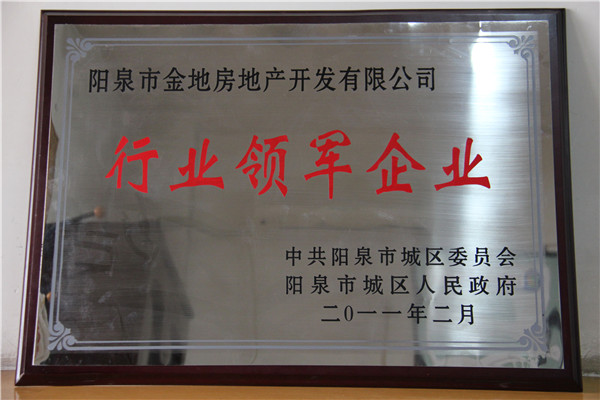 阳泉市金地房地产开发有限公司
行业领军企业
中共阳泉市城区委员会
阳泉市城区人民政府
二0一一年二月